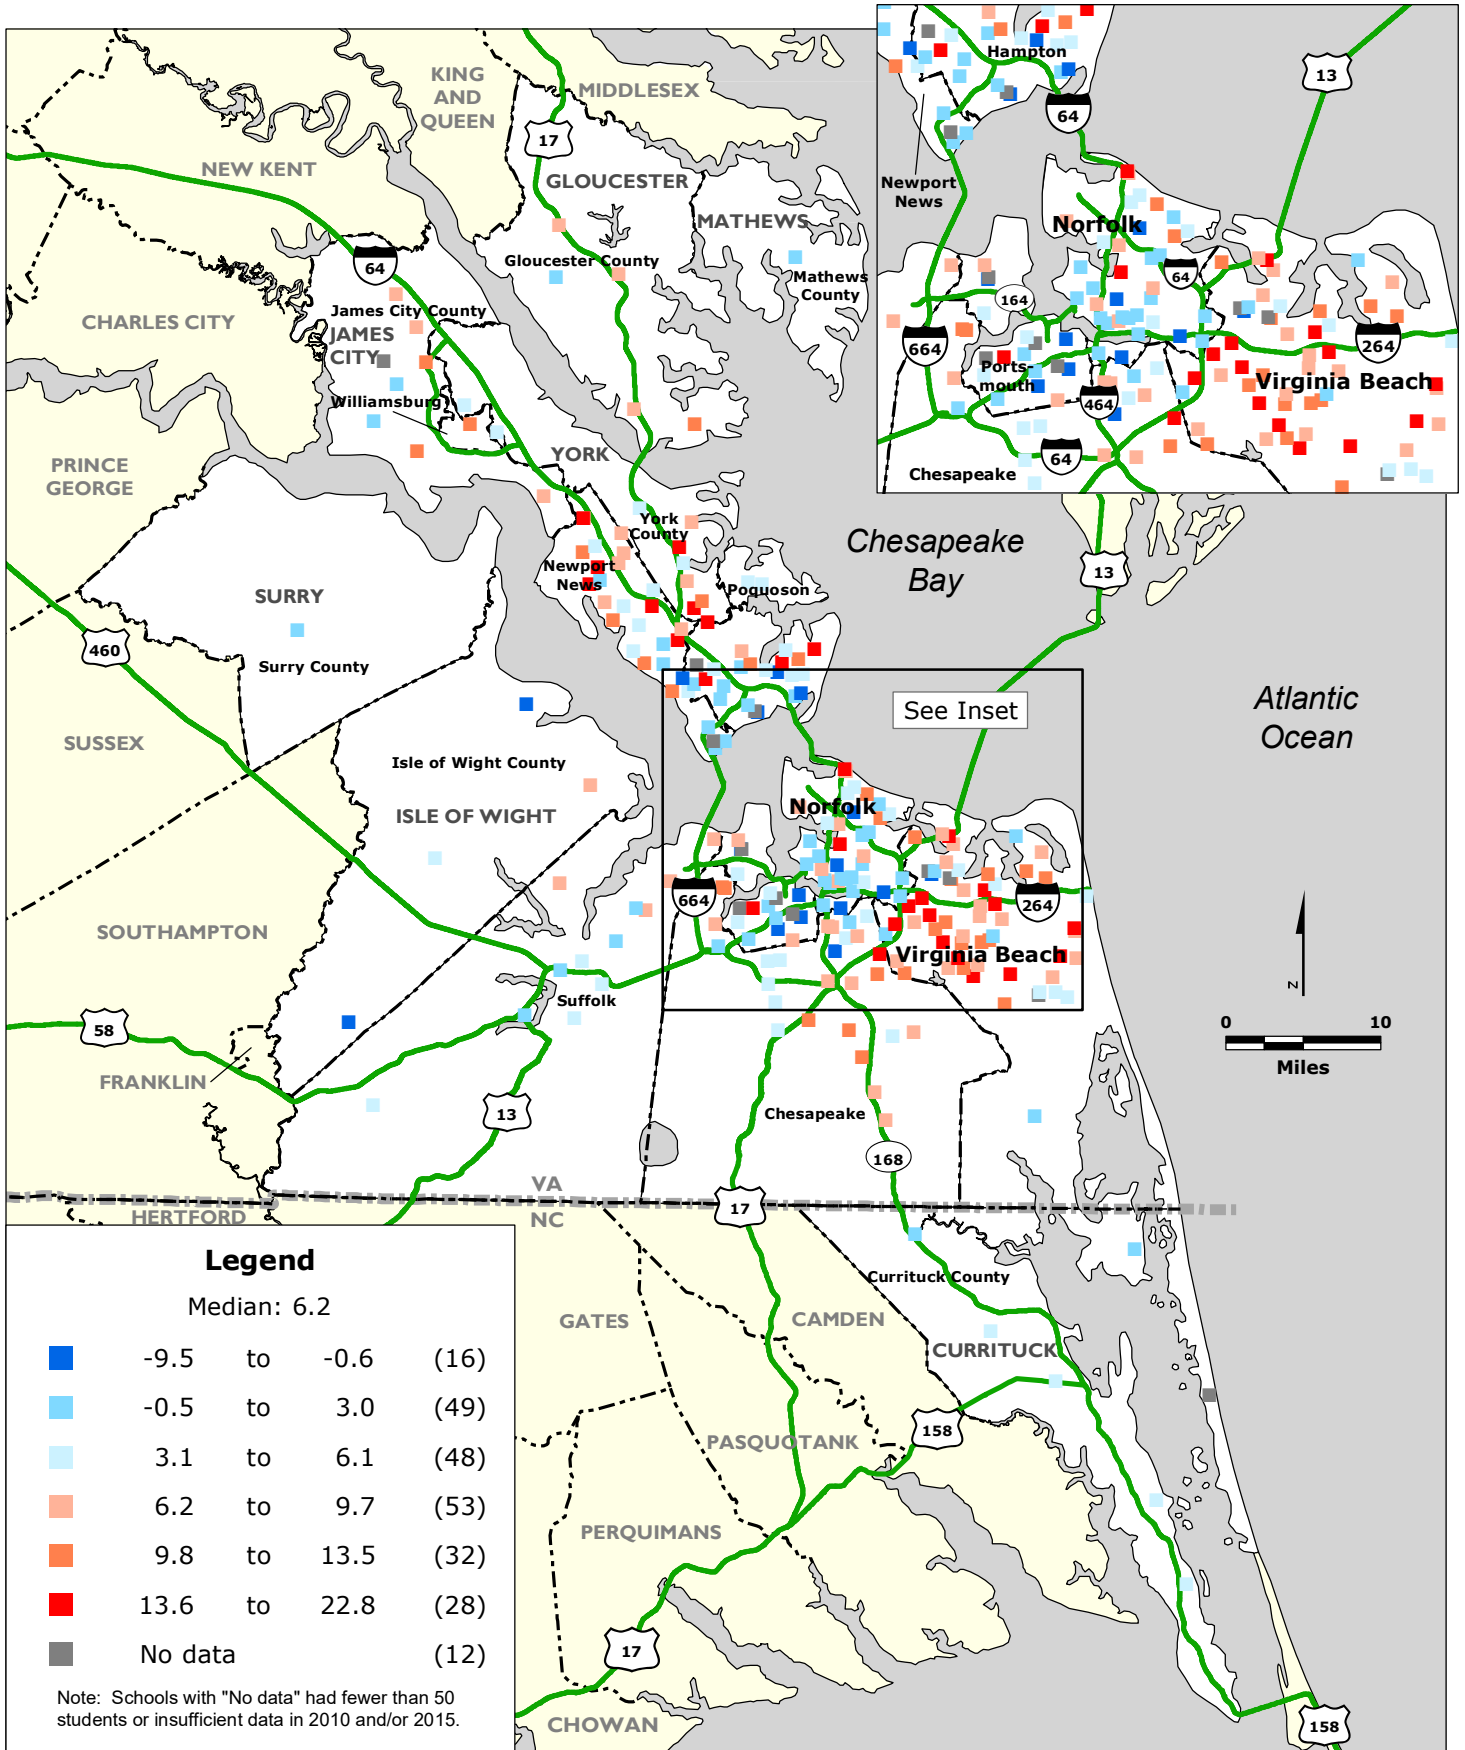 Hampton
13
64
Newport
News
Norfolk
64
164
664
264
Ports-
mouth
Virginia Beach
464
64
Chesapeake
KING
AND
QUEEN
MIDDLESEX
17
NEW KENT
GLOUCESTER
MATHEWS
64
Gloucester County
Mathews
County
James City County
CHARLES CITY
JAMES
CITY
Williamsburg
YORK
PRINCE
GEORGE
York
County
Chesapeake
Bay
Newport
News
13
Poquoson
SURRY
460
Surry County
See Inset
Atlantic
Ocean
SUSSEX
Isle of Wight County
Norfolk
ISLE OF WIGHT
664
264
SOUTHAMPTON
Virginia Beach
N
Suffolk
0 10
Miles
58
FRANKLIN
13
Chesapeake
168
VA
NC
HERTFORD
17
Currituck County
GATES
CAMDEN
CURRITUCK
158
PASQUOTANK
PERQUIMANS
17
CHOWAN
158
Legend
Median: 6.2
-9.5 to -0.6 (16)
-0.5 to 3.0 (49)
3.1 to 6.1 (48)
6.2 to 9.7 (53)
9.8 to 13.5 (32)
13.6 to 22.8 (28)
No data (12)
Note: Schools with "No data" had fewer than 50
students or insufficient data in 2010 and/or 2015.